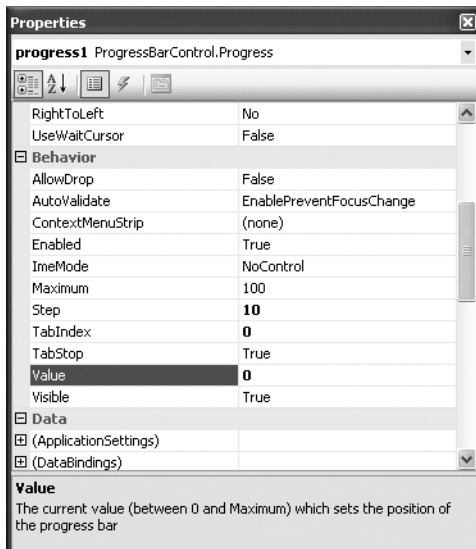 Properties
progress1 ProgressBarControl.Progress
RightToLeft No
UseWaitCursor False
Behavior
AllowDrop False
AutoValidate EnablePreventFocusChange
ContextMenuStrip (none)
Enabled True
ImeMode NoControl
Maximum 100
Step 10
TabIndex 0
TabStop True
Value 0
Visible True
Data
(ApplicationSettings)
(DataBindings)
Value
The current value (between 0 and Maximum) which sets the position of
the progress bar